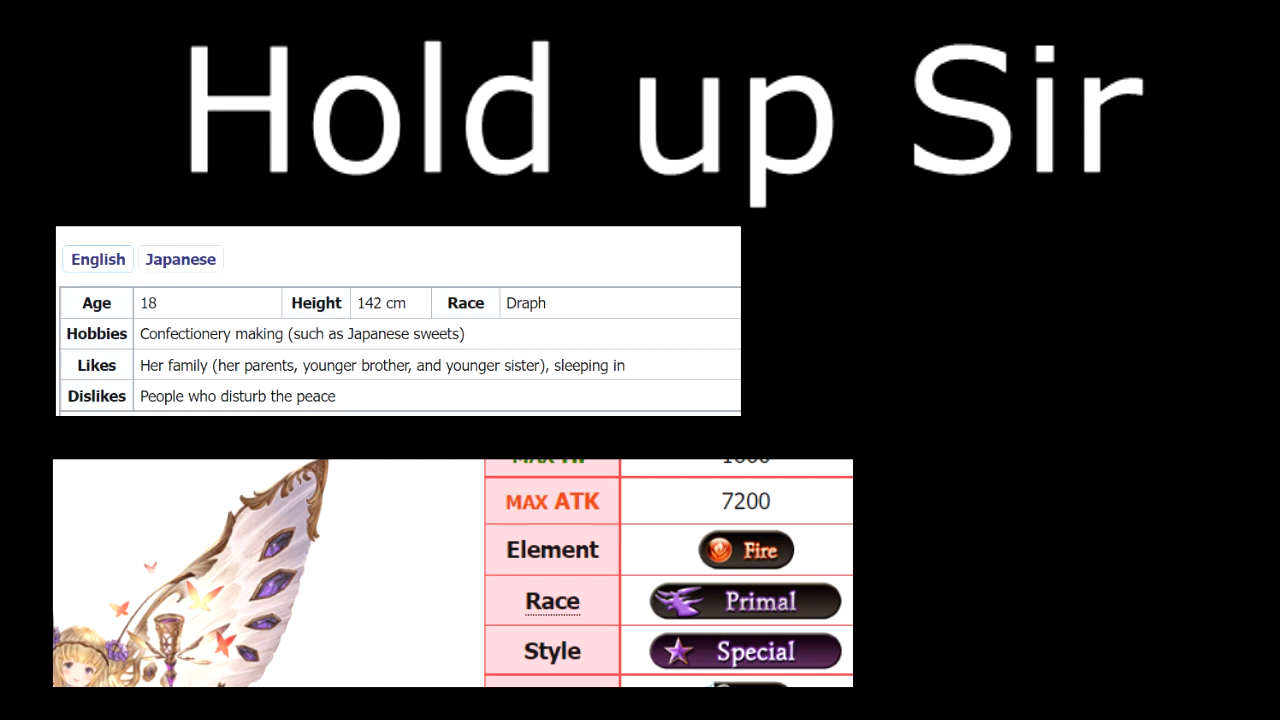 Hold up Sir
English Japanese
Age 18 Height 142 cm Race Draph
Hobbies Confectionery making (such as Japanese sweets)
Likes Her family (her parents, younger brother, and younger sister), sleeping in
Dislikes People who disturb the peace
MAX ATK 7200
Element Fire
Race Primal
Style Special